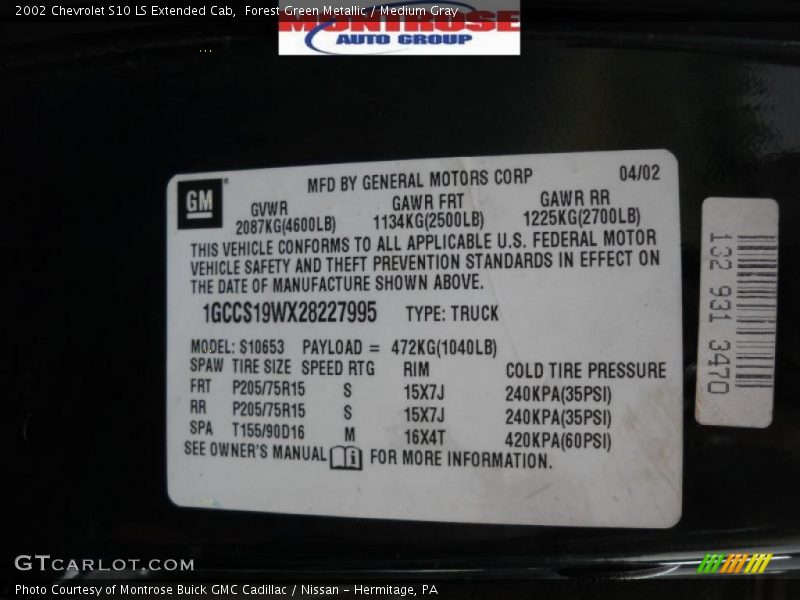 2002 Chevrolet S10 LS Extended Cab, Forest Green Metallic / Medium Gray
MONTROSE
AUTO GROUP
GM
MFD BY GENERAL MOTORS CORP 04/02
GVWR GAWR FRT GAWR RR
2087KG(4600LB) 1134KG(2500LB) 1225KG(2700LB)
THIS VEHICLE CONFORMS TO ALL APPLICABLE U.S. FEDERAL MOTOR
VEHICLE SAFETY AND THEFT PREVENTION STANDARDS IN EFFECT ON
THE DATE OF MANUFACTURE SHOWN ABOVE.
1GCCS19WX28227995 TYPE: TRUCK
MODEL: S10653 PAYLOAD = 472KG(1040LB)
SPAW TIRE SIZE SPEED RTG RIM COLD TIRE PRESSURE
FRT P205/75R15 S 15X7J 240KPA(35PSI)
RR P205/75R15 S 15X7J 240KPA(35PSI)
SPA T155/90D16 M 16X4T 420KPA(60PSI)
SEE OWNER'S MANUAL i FOR MORE INFORMATION.
132 931 3470
GTCARLOT.COM
Photo Courtesy of Montrose Buick GMC Cadillac / Nissan - Hermitage, PA